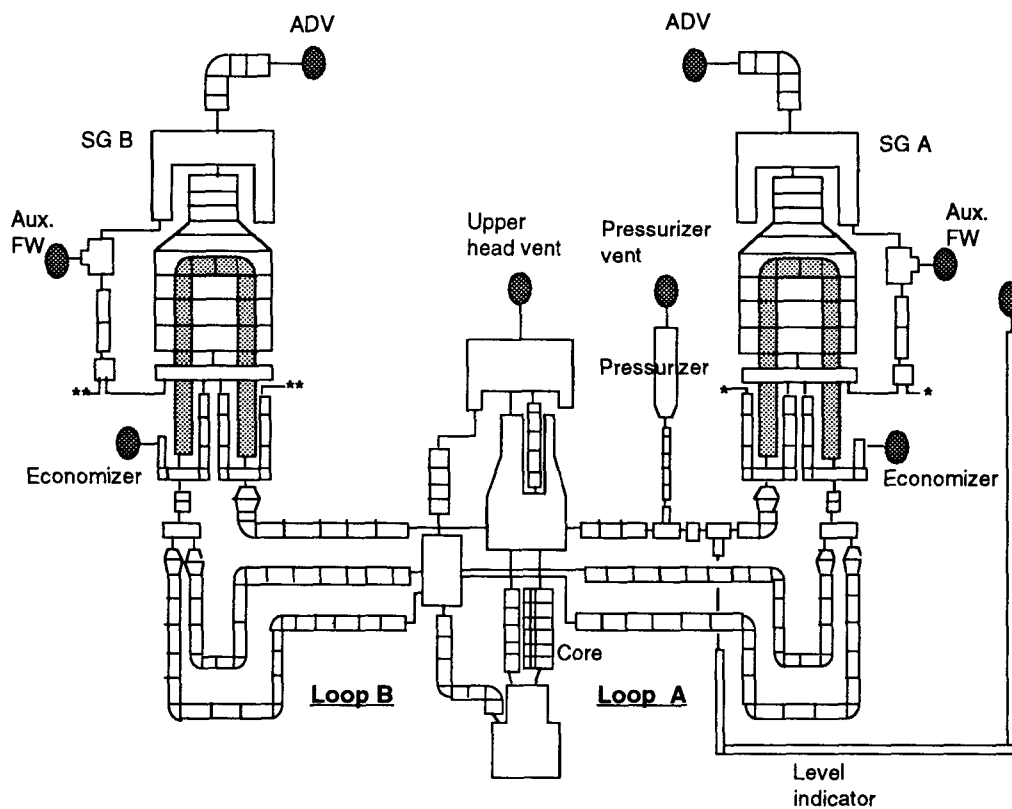 ADV
ADV
SG B
SG A
Aux.
FW
Upper
head vent
Pressurizer
vent
Aux.
FW
Pressurizer
**
**
*
*
Economizer
Economizer
Core
Loop B
Loop A
Level
indicator